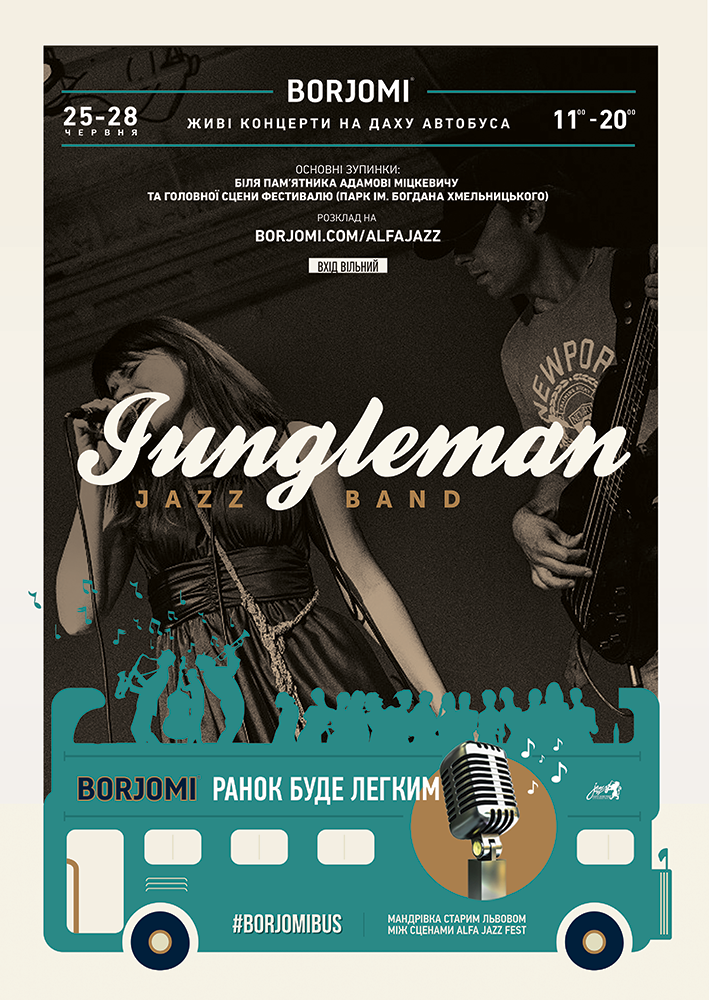 BORJOMI
25-28
ЧЕРВНЯ
ЖИВІ КОНЦЕРТИ НА ДАХУ АВТОБУСА
11⁰⁰ - 20⁰⁰
ОСНОВНІ ЗУПИНКИ:
БІЛЯ ПАМ'ЯТНИКА АДАМОВІ МІЦКЕВИЧУ
ТА ГОЛОВНОЇ СЦЕНИ ФЕСТИВАЛЮ (ПАРК ІМ. БОГДАНА ХМЕЛЬНИЦЬКОГО)
РОЗКЛАД НА
BORJOMI.COM/ALFAJAZZ
ВХІД ВІЛЬНИЙ
NEWPOR
Jungleman
JAZZ BAND
BORJOMI РАНОК БУДЕ ЛЕГКИМ
#BORJOMIBUS
МАНДРІВКА СТАРИМ ЛЬВОВОМ
МІЖ СЦЕНАМИ ALFA JAZZ FEST